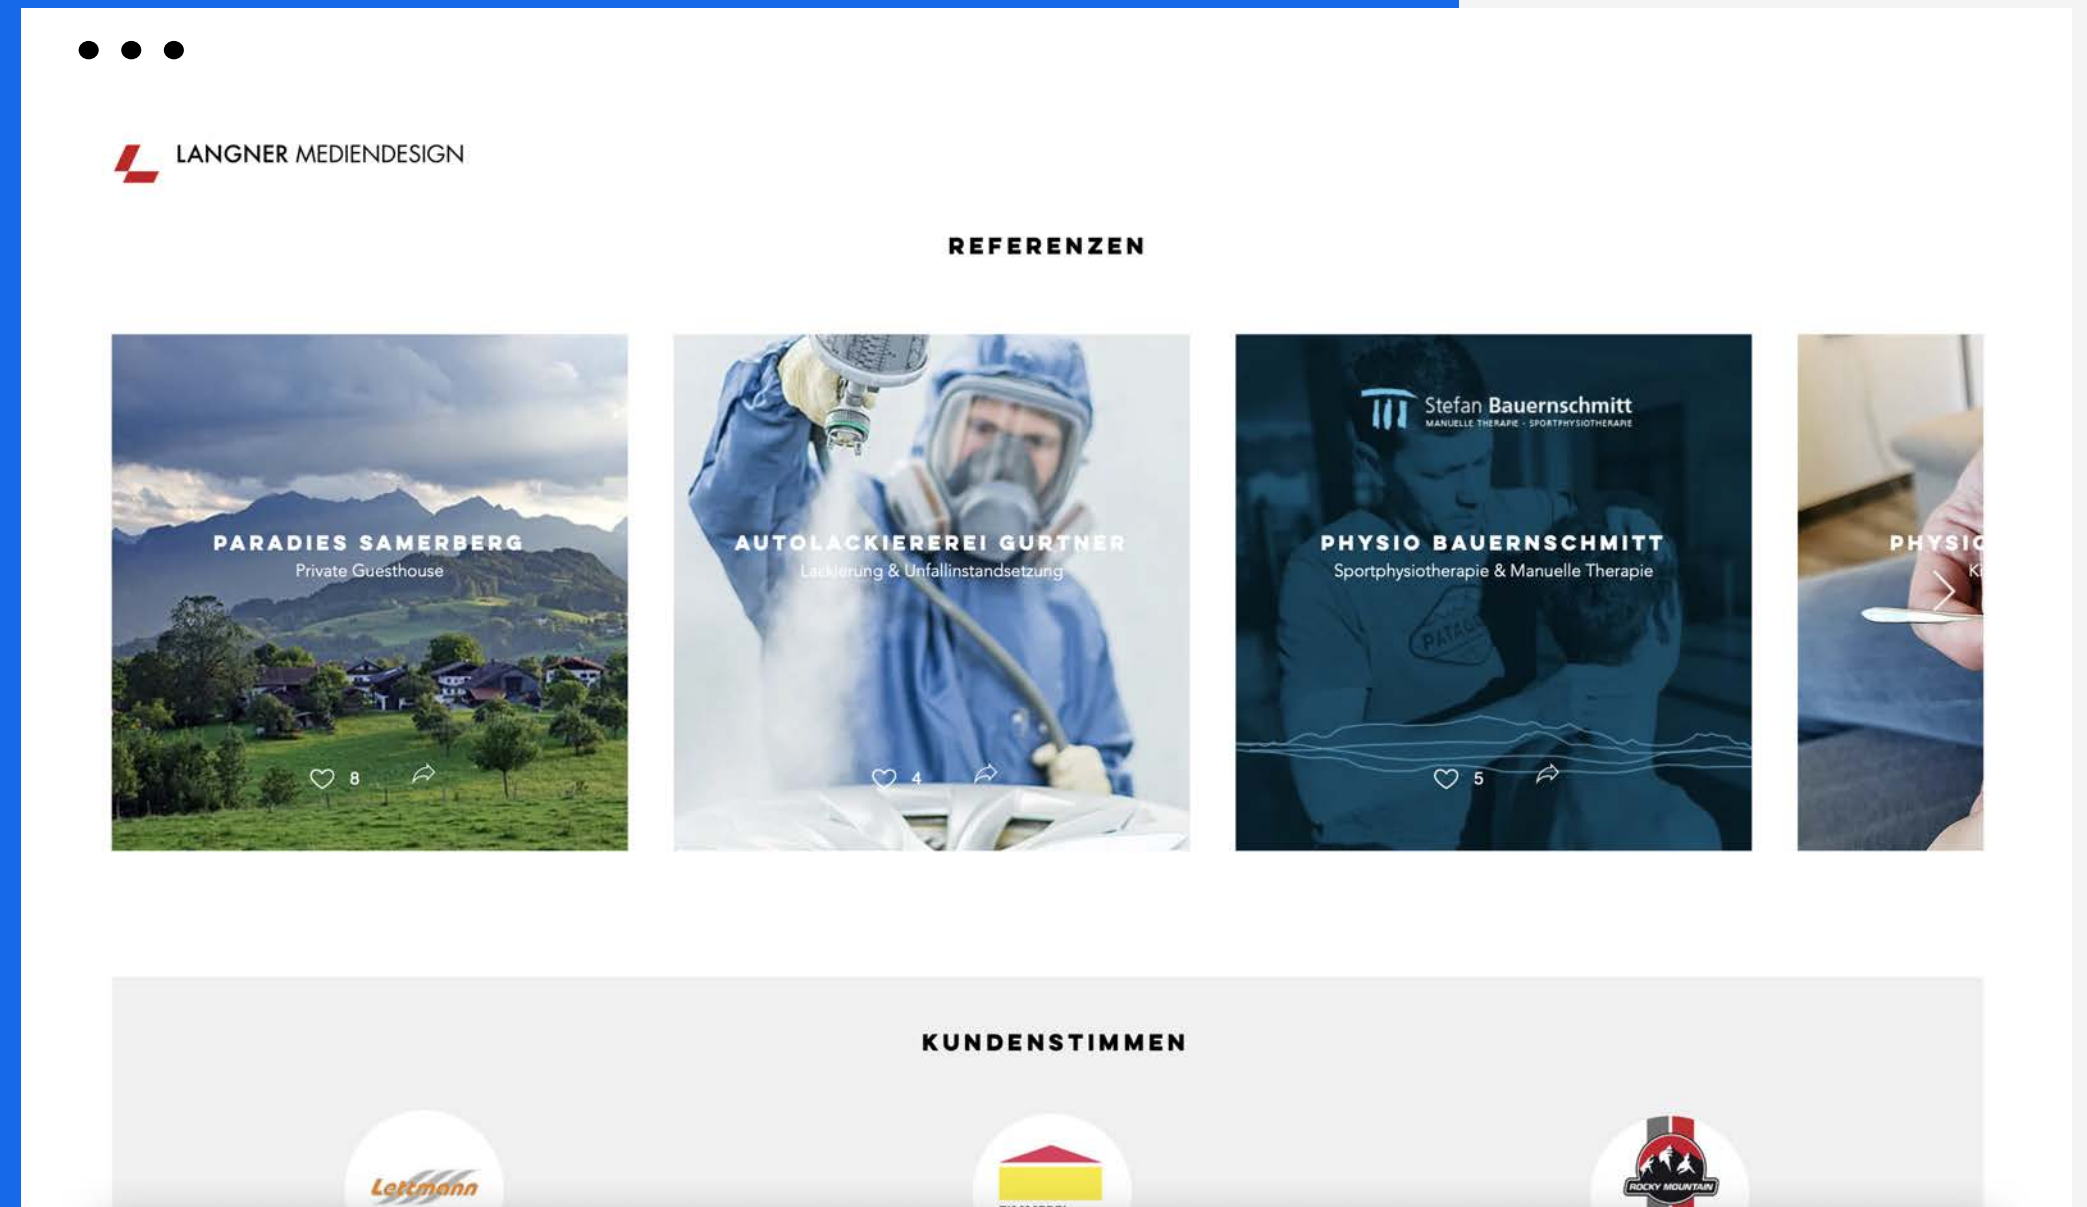 LANGNER MEDIENDESIGN
REFERENZEN
PARADIES SAMERBERG
Private Guesthouse
8
AUTOLACKIEREREI GURTNER
Lackierung & Unfallinstandsetzung
4
Stefan Bauernschmitt
MANUELLE THERAPIE - SPORTPHYSIOTHERAPIE
PHYSIO BAUERNSCHMITT
Sportphysiotherapie & Manuelle Therapie
5
KUNDENSTIMMEN
Lettmann
ROCKY MOUNTAIN